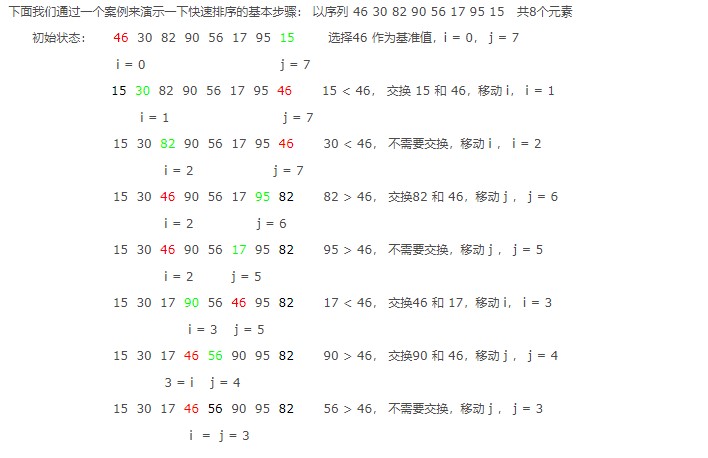 下面我们通过一个案例来演示一下快速排序的基本步骤： 以序列 46 30 82 90 56 17 95 15 共8个元素
初始状态： 46 30 82 90 56 17 95 15 选择46 作为基准值，i = 0， j = 7
i = 0 j = 7
15 30 82 90 56 17 95 46 15 < 46， 交换 15 和 46，移动 i， i = 1
i = 1 j = 7
15 30 82 90 56 17 95 46 30 < 46， 不需要交换，移动 i ， i = 2
i = 2 j = 7
15 30 46 90 56 17 95 82 82 > 46， 交换82 和 46，移动 j ， j = 6
i = 2 j = 6
15 30 46 90 56 17 95 82 95 > 46， 不需要交换，移动 j ，j = 5
i = 2 j = 5
15 30 17 90 56 46 95 82 17 < 46， 交换46 和 17，移动 i， i = 3
i = 3 j = 5
15 30 17 46 56 90 95 82 90 > 46， 交换90 和 46，移动 j ， j = 4
3 = i j = 4
15 30 17 46 56 90 95 82 56 > 46， 不需要交换，移动 j ，j = 3
i = j = 3